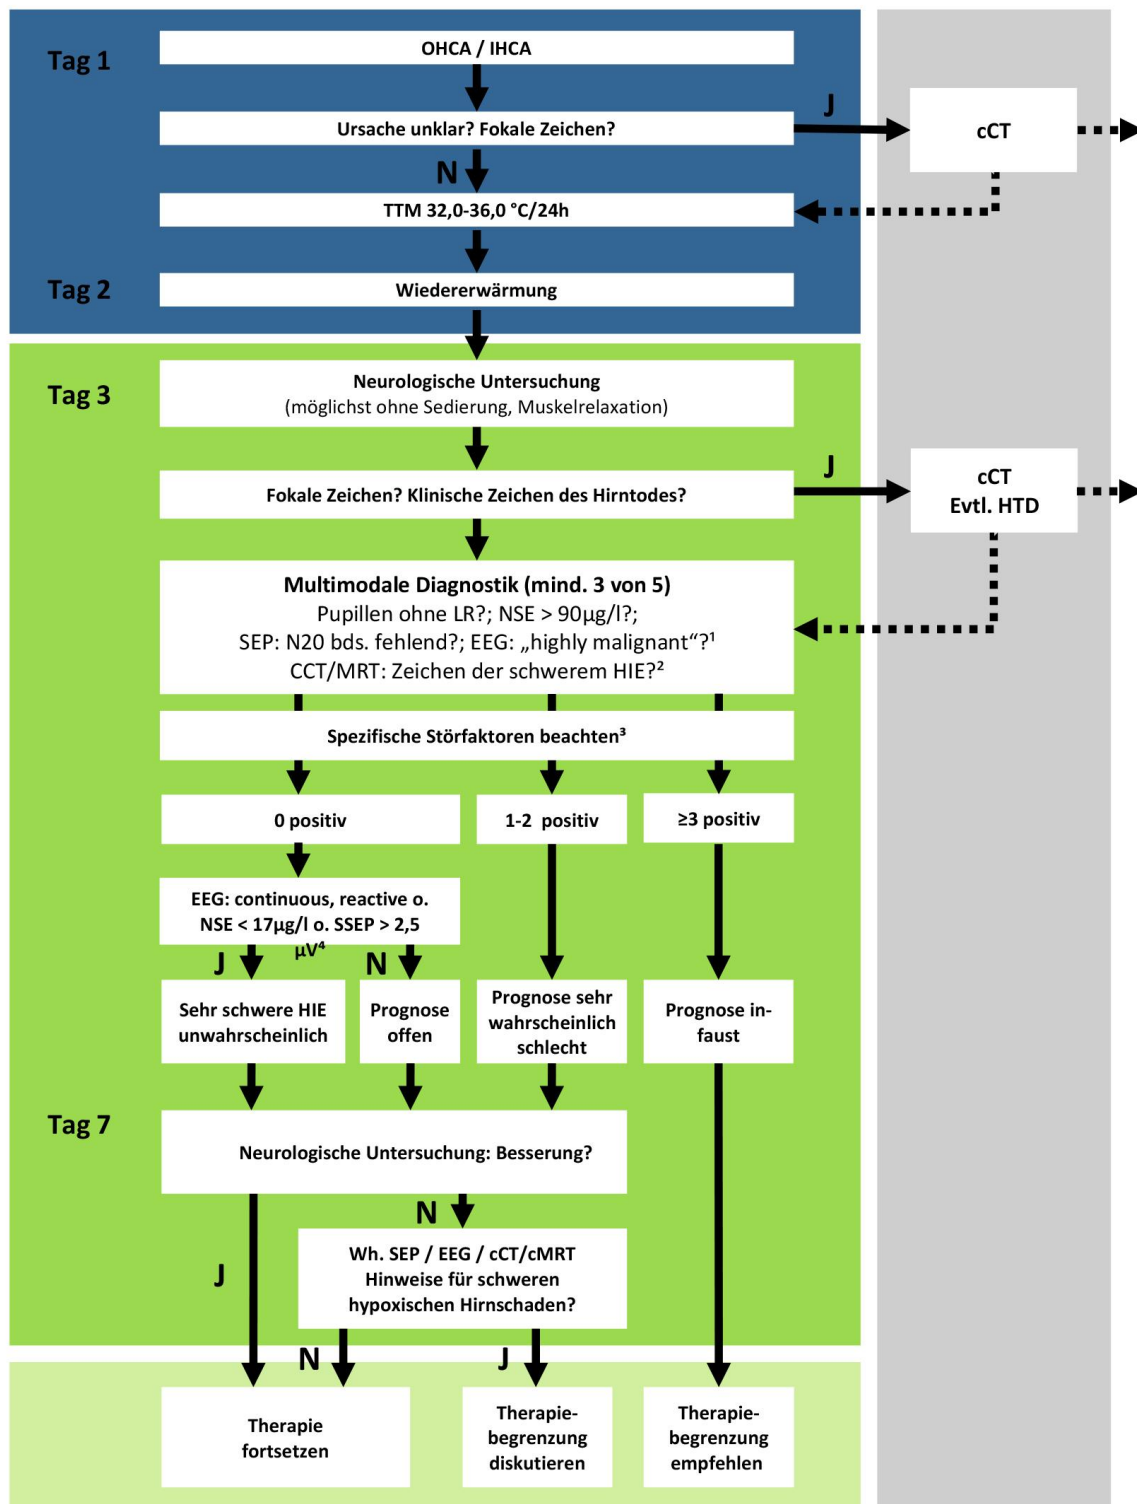 Tag 1
OHCA / IHCA
Ursache unklar? Fokale Zeichen?
J
cCT
N
TTM 32,0-36,0 °C/24h
Tag 2
Wiedererwärmung
Tag 3
Neurologische Untersuchung
(möglichst ohne Sedierung, Muskelrelaxation)
Fokale Zeichen? Klinische Zeichen des Hirntodes?
J
cCT
Evtl. HTD
Multimodale Diagnostik (mind. 3 von 5)
Pupillen ohne LR?; NSE > 90µg/l?;
SEP: N20 bds. fehlend?; EEG: „highly malignant“?¹
CCT/MRT: Zeichen der schwerem HIE?²
Spezifische Störfaktoren beachten³
0 positiv
1-2 positiv
≥3 positiv
EEG: continuous, reactive o.
NSE < 17µg/l o. SSEP > 2,5
µV⁴
J
N
Sehr schwere HIE
unwahrscheinlich
Prognose
offen
Prognose sehr
wahrscheinlich
schlecht
Prognose in-
faust
Tag 7
Neurologische Untersuchung: Besserung?
N
J
Wh. SEP / EEG / cCT/cMRT
Hinweise für schweren
hypoxischen Hirnschaden?
N
J
Therapie
fortsetzen
Therapie-
begrenzung
diskutieren
Therapie-
begrenzung
empfehlen